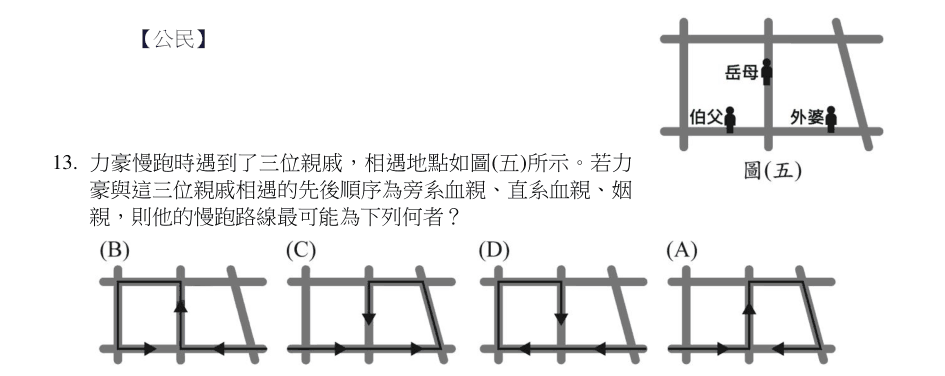 【公民】
岳母
伯父
外婆
圖(五)
13. 力豪慢跑時遇到了三位親戚，相遇地點如圖(五)所示。若力
豪與這三位親戚相遇的先後順序為旁系血親、直系血親、姻
親，則他的慢跑路線最可能為下列何者？
(B)
(C)
(D)
(A)